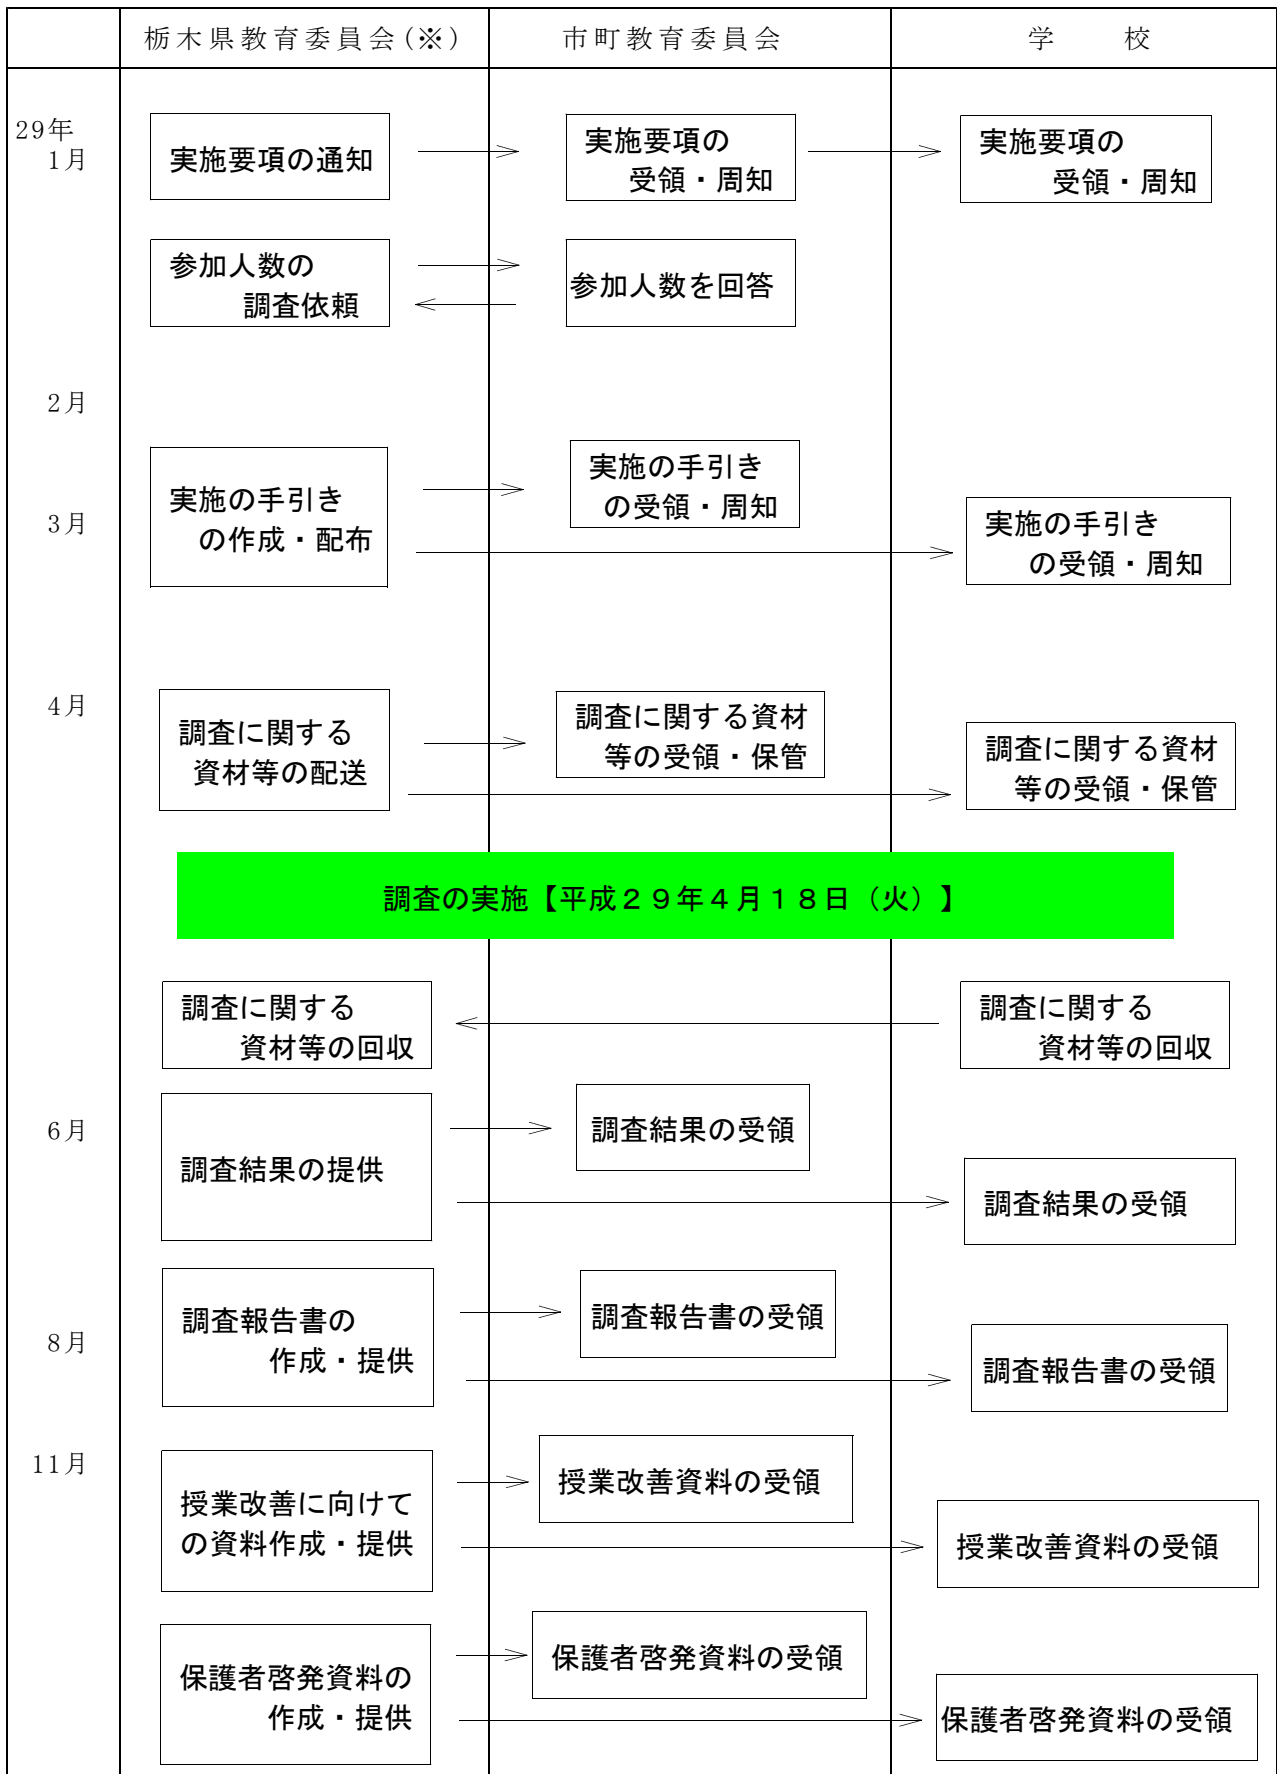 栃木県教育委員会(※)
市町教育委員会
学　　校
29年
1月
実施要項の通知
実施要項の
受領・周知
実施要項の
受領・周知
参加人数の
調査依頼
参加人数を回答
2月
実施の手引き
の作成・配布
実施の手引き
の受領・周知
3月
実施の手引き
の受領・周知
4月
調査に関する
資材等の配送
調査に関する資材
等の受領・保管
調査に関する資材
等の受領・保管
調査の実施【平成２９年４月１８日（火）】
調査に関する
資材等の回収
調査に関する
資材等の回収
6月
調査結果の提供
調査結果の受領
調査結果の受領
8月
調査報告書の
作成・提供
調査報告書の受領
調査報告書の受領
11月
授業改善に向けて
の資料作成・提供
授業改善資料の受領
授業改善資料の受領
保護者啓発資料の
作成・提供
保護者啓発資料の受領
保護者啓発資料の受領